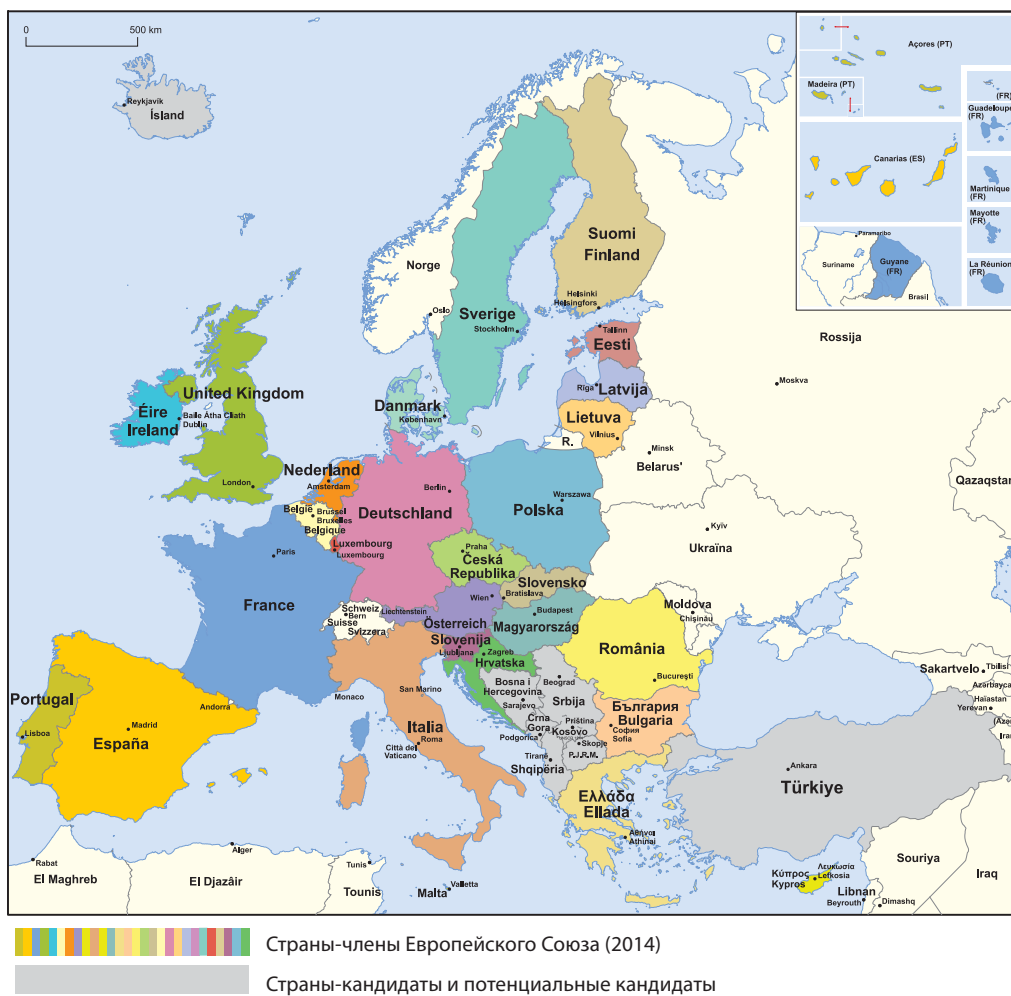 0
500 km
Reykjavík
Ísland
Açores (PT)
Madeira (PT)
(FR)
Guadeloupe
(FR)
Canarias (ES)
Martinique
(FR)
Mayotte
(FR)
Paramaribo
Guyane
(FR)
Suriname
Brasil
La Réunion
(FR)
Suomi
Finland
Norge
Helsinki
Helsingfors
Oslo
Sverige
Stockholm
Tallinn
Eesti
Rossija
Moskva
Rīga
Latvija
United Kingdom
Éire
Ireland
Baile Átha Cliath
Dublin
Danmark
København
Lietuva
Vilnius
R.
Minsk
Belarus'
Qazaqstan
London
Nederland
Amsterdam
Berlin
Deutschland
Warszawa
Polska
België
Brussel
Bruxelles
Belgique
Luxembourg
Luxembourg
Kyïv
Ukraïna
Paris
France
Praha
Česká
Republika
Slovensko
Bratislava
Wien
Liechtenstein
Österreich
Budapest
Magyarország
Moldova
Chișinău
Schweiz
Bern
Suisse
Svizzera
Slovenija
Ljubljana
Zagreb
Hrvatska
România
București
Portugal
Lisboa
Madrid
España
Andorra
Monaco
San Marino
Italia
Roma
Città del
Vaticano
Bosna i
Hercegovina
Sarajevo
Beograd
Srbija
Crna
Gora
Podgorica
Priština
Kosovo
Skopje
P.J.R.M.
Tiranë
Shqipëria
България
Bulgaria
София
Sofia
Sakartvelo
Tbilisi
Azərbayca
Haïastan
Yerevan
(Azer
Iran
Ankara
Türkiye
Ελλάδα
Ellada
Αθήνα
Athinai
Rabat
El Maghreb
Alger
El Djazâir
Tunis
Tounis
Malta
Valletta
Κύπρος
Kypros
Λευκωσία
Lefkosia
Libnan
Beyrouth
Dimashq
Souriya
Iraq
Страны-члены Европейского Союза (2014)
Страны-кандидаты и потенциальные кандидаты